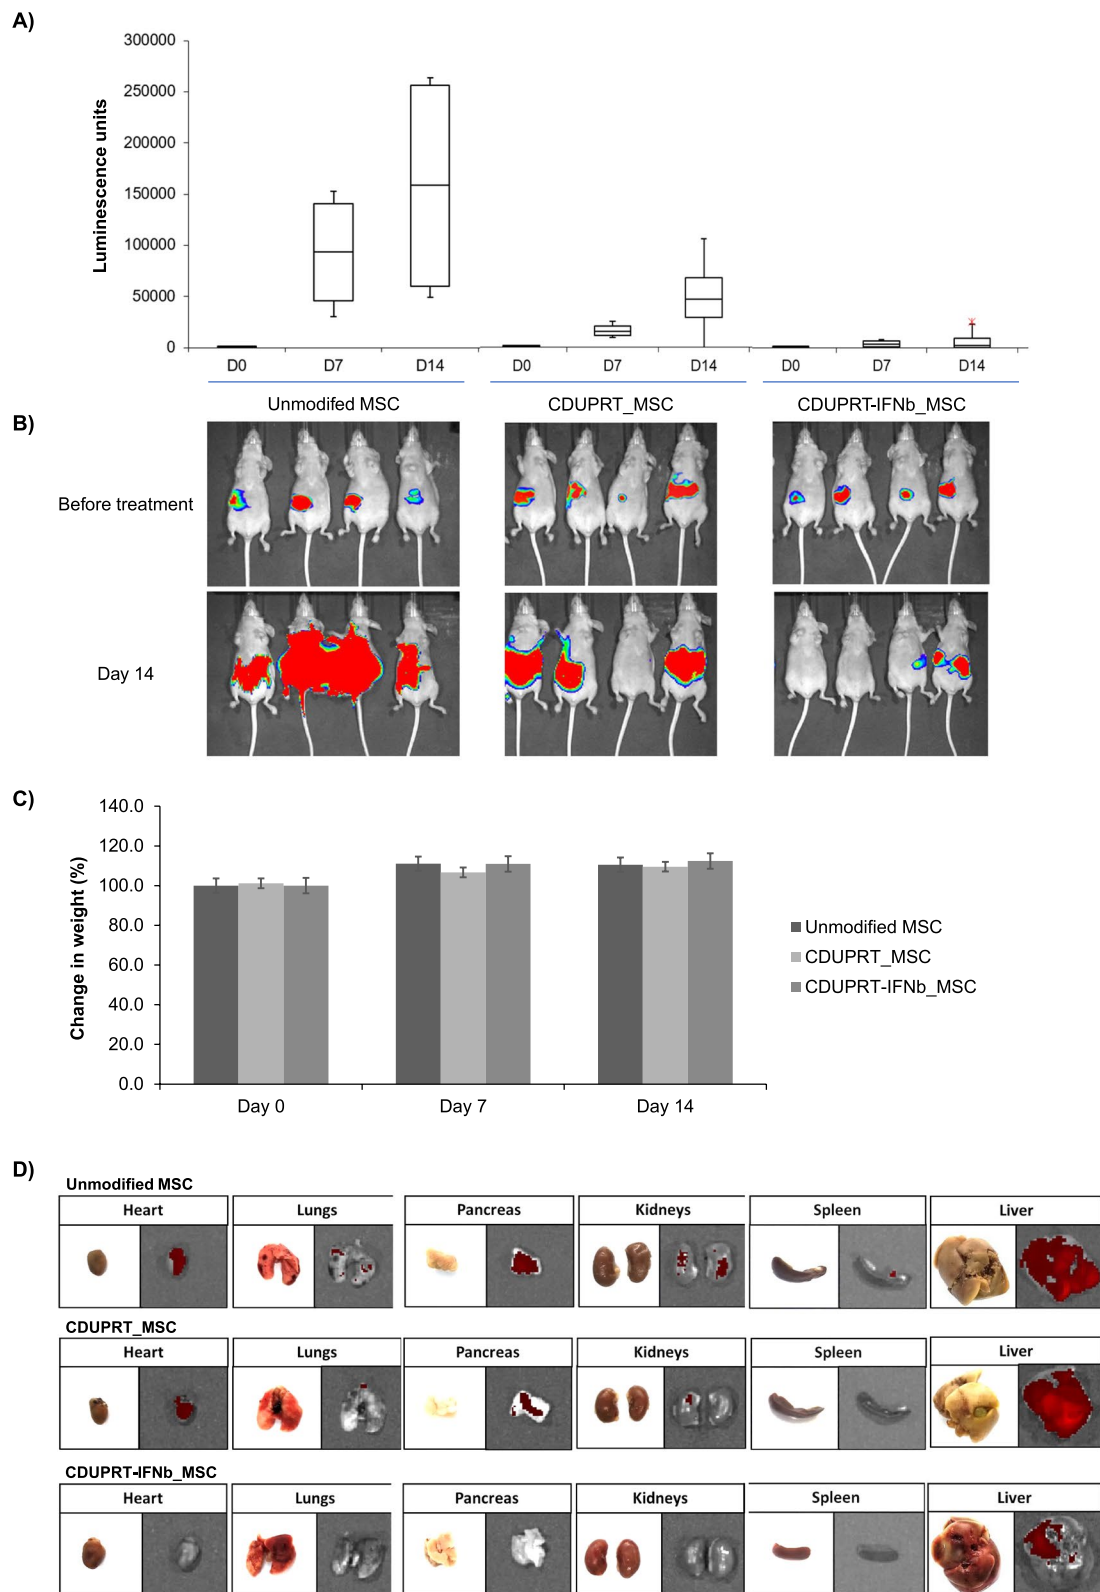 A)
300000
250000
200000
150000
100000
50000
0
Luminescence units
D0 D7 D14 D0 D7 D14 D0 D7 D14
Unmodifed MSC CDUPRT_MSC CDUPRT-IFNb_MSC
B)
Before treatment
Day 14
C)
140.0
120.0
100.0
80.0
60.0
40.0
20.0
0.0
Change in weight (%)
Day 0 Day 7 Day 14
Unmodified MSC
CDUPRT_MSC
CDUPRT-IFNb_MSC
D)
Unmodified MSC
Heart Lungs Pancreas Kidneys Spleen Liver
CDUPRT_MSC
Heart Lungs Pancreas Kidneys Spleen Liver
CDUPRT-IFNb_MSC
Heart Lungs Pancreas Kidneys Spleen Liver